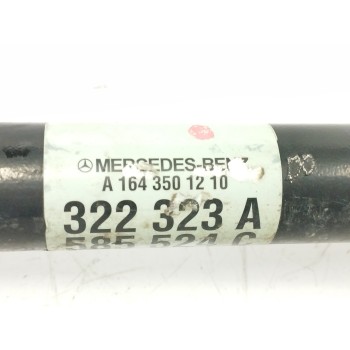 MERCEDES-BENZ
A 164 350 12 10
322 323 A
585 524 C